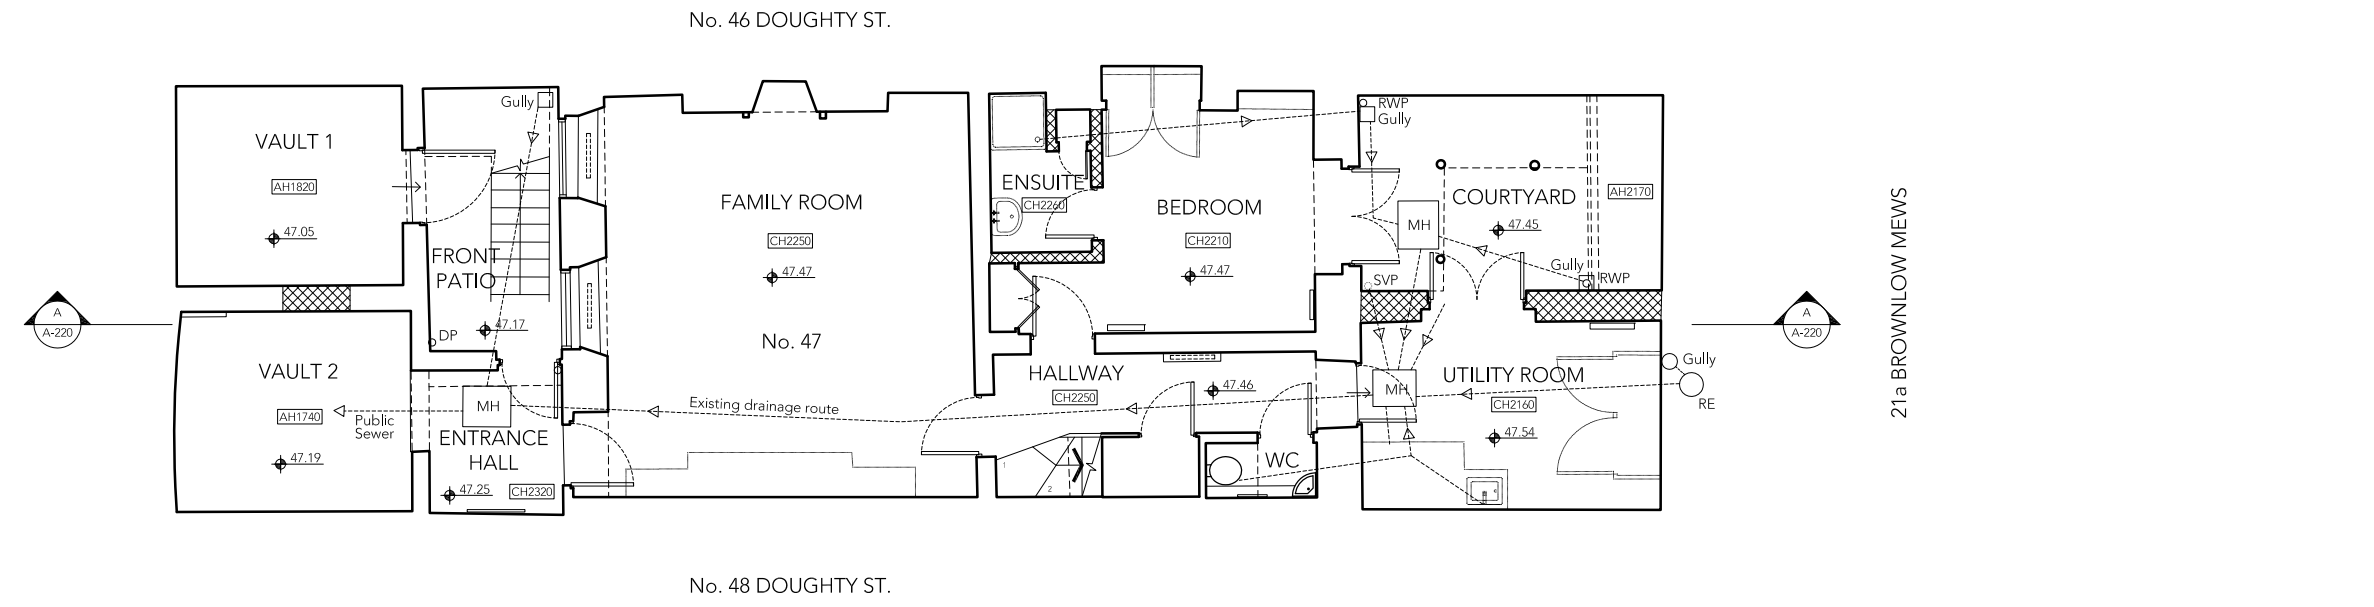 No. 46 DOUGHTY ST.
VAULT 1
AH1820
47.05
Gully
FRONT
PATIO
47.17
DP
FAMILY ROOM
CH2250
47.47
No. 47
ENSUITE
CH2260
BEDROOM
CH2210
47.47
RWP
Gully
COURTYARD
47.45
AH2170
MH
Gully
RWP
SVP
21a BROWNLOW MEWS
A
A-220
A
A-220
VAULT 2
AH1740
47.19
Public
Sewer
MH
ENTRANCE
HALL
47.25
CH2320
Existing drainage route
HALLWAY
CH2250
47.46
1
2
WC
MH
UTILITY ROOM
CH2160
47.54
Gully
RE
No. 48 DOUGHTY ST.